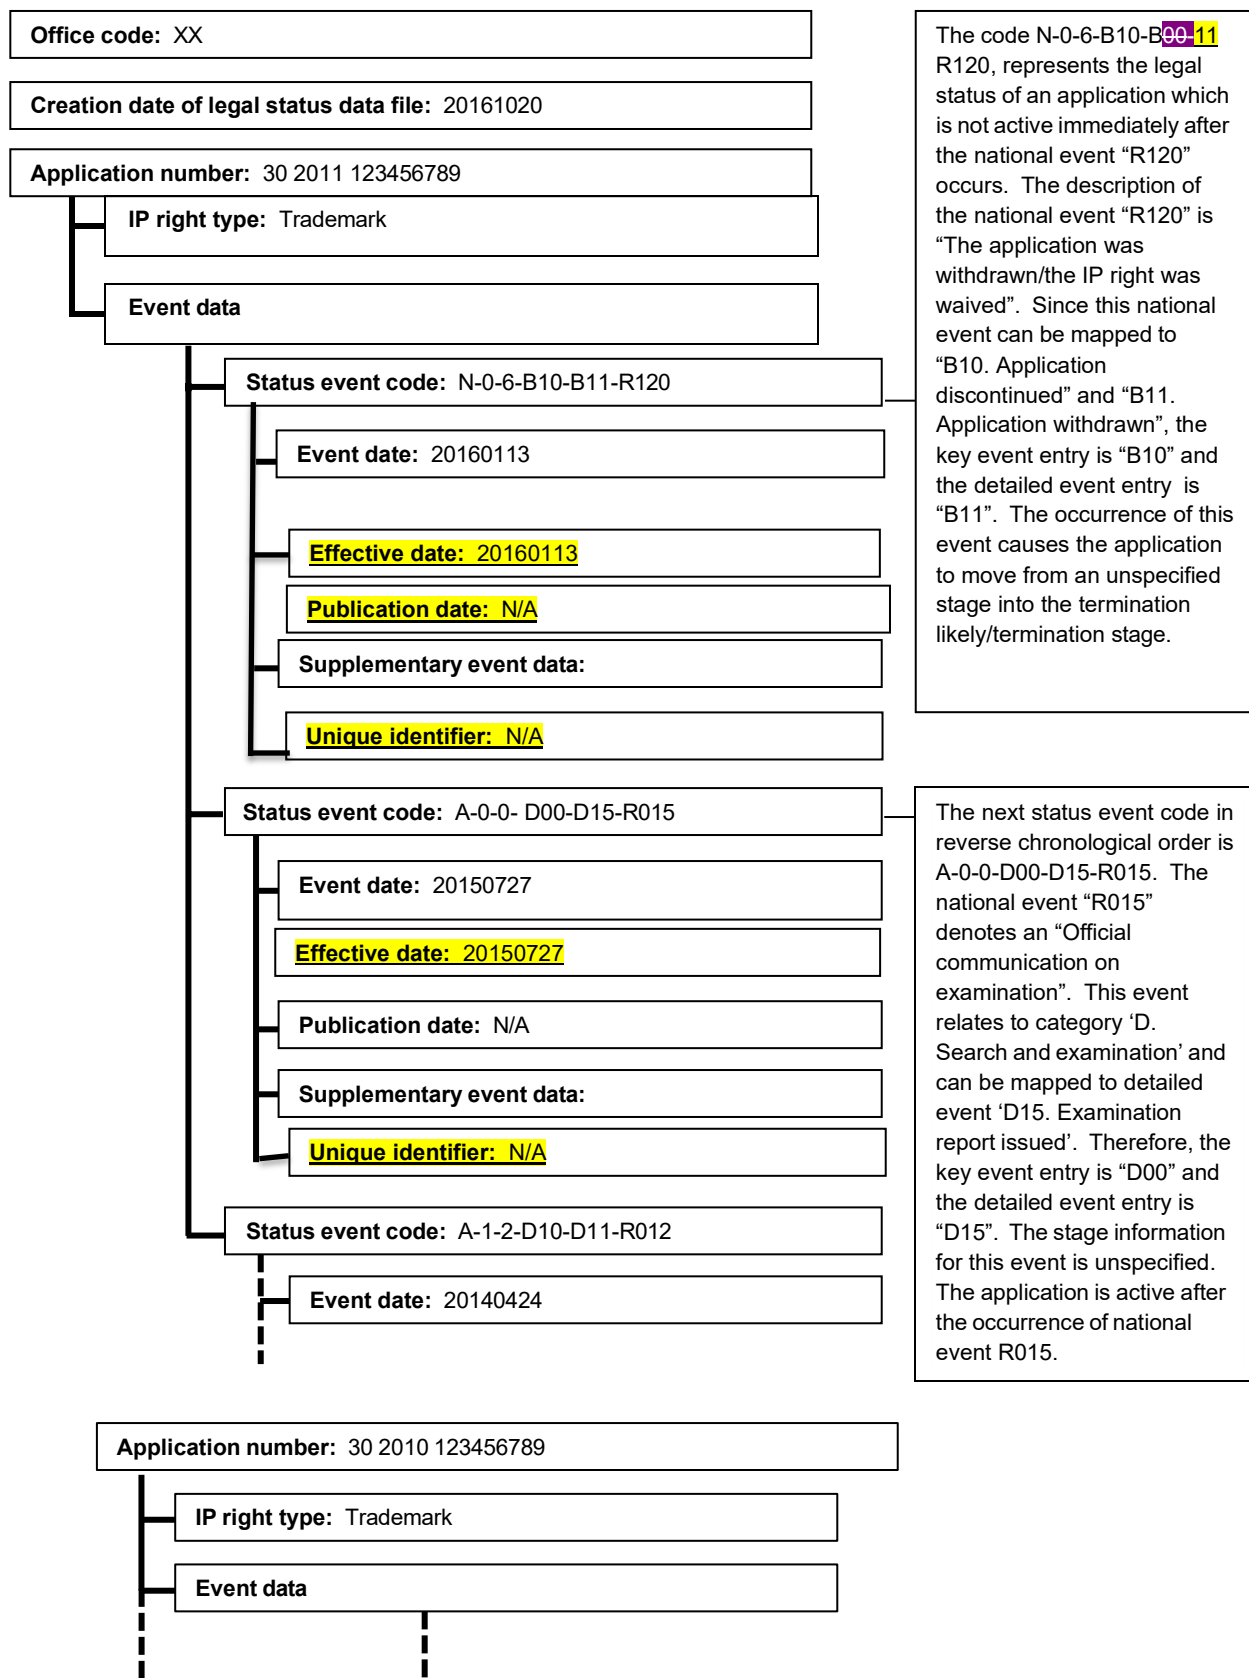 Office code: XX
Creation date of legal status data file: 20161020
Application number: 30 2011 123456789
IP right type: Trademark
Event data
Status event code: N-0-6-B10-B11-R120
Event date: 20160113
Effective date: 20160113
Publication date: N/A
Supplementary event data:
Unique identifier: N/A
The code N-0-6-B10-B00-11
R120, represents the legal
status of an application which
is not active immediately after
the national event “R120”
occurs. The description of
the national event “R120” is
“The application was
withdrawn/the IP right was
waived”. Since this national
event can be mapped to
“B10. Application
discontinued” and “B11.
Application withdrawn”, the
key event entry is “B10” and
the detailed event entry is
“B11”. The occurrence of this
event causes the application
to move from an unspecified
stage into the termination
likely/termination stage.
Status event code: A-0-0- D00-D15-R015
Event date: 20150727
Effective date: 20150727
Publication date: N/A
Supplementary event data:
Unique identifier: N/A
The next status event code in
reverse chronological order is
A-0-0-D00-D15-R015. The
national event “R015”
denotes an “Official
communication on
examination”. This event
relates to category ‘D.
Search and examination’ and
can be mapped to detailed
event ‘D15. Examination
report issued’. Therefore, the
key event entry is “D00” and
the detailed event entry is
“D15”. The stage information
for this event is unspecified.
The application is active after
the occurrence of national
event R015.
Status event code: A-1-2-D10-D11-R012
Event date: 20140424
Application number: 30 2010 123456789
IP right type: Trademark
Event data